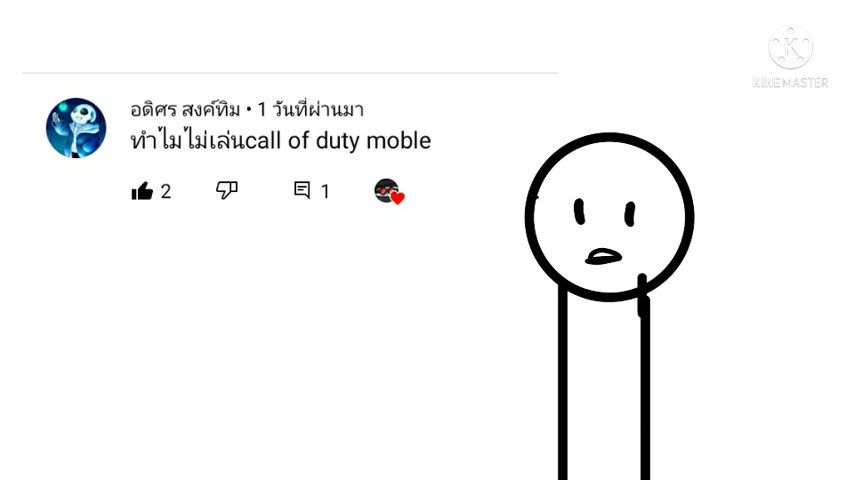 KINEMASTER
อดิศร สงค์ทิม • 1 วันที่ผ่านมา
ทำไมไม่เล่นcall of duty moble
2 1